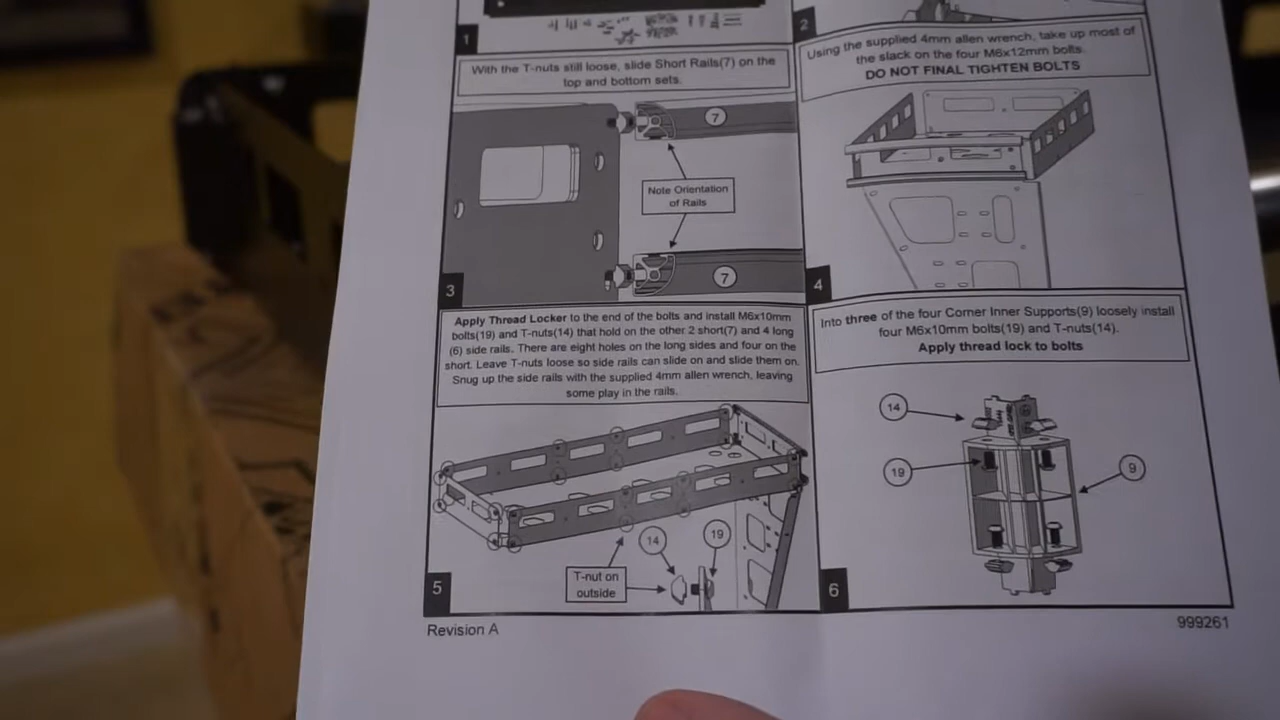 1
2
With the T-nuts still loose, slide Short Rails(7) on the
top and bottom sets.
7
Note Orientation
of Rails
7
3
Using the supplied 4mm allen wrench, take up most of
the slack on the four M6x12mm bolts.
DO NOT FINAL TIGHTEN BOLTS
4
Apply Thread Locker to the end of the bolts and install M6x10mm
bolts(19) and T-nuts(14) that hold on the other 2 short(7) and 4 long
(6) side rails. There are eight holes on the long sides and four on the
short. Leave T-nuts loose so side rails can slide on and slide them on.
Snug up the side rails with the supplied 4mm allen wrench, leaving
some play in the rails.
14
19
T-nut on
outside
5
Into three of the four Corner Inner Supports(9) loosely install
four M6x10mm bolts(19) and T-nuts(14).
Apply thread lock to bolts
14
19
9
6
Revision A
999261